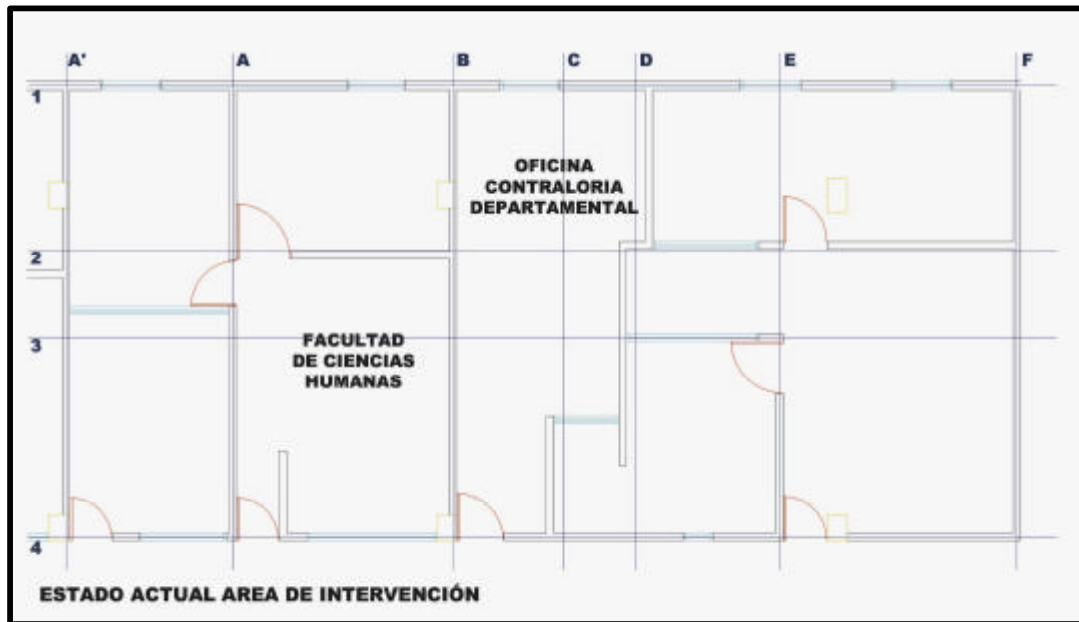 A' A B C D E F
1
OFICINA
CONTRALORIA
DEPARTAMENTAL
2
3
FACULTAD
DE CIENCIAS
HUMANAS
4
ESTADO ACTUAL AREA DE INTERVENCIÓN